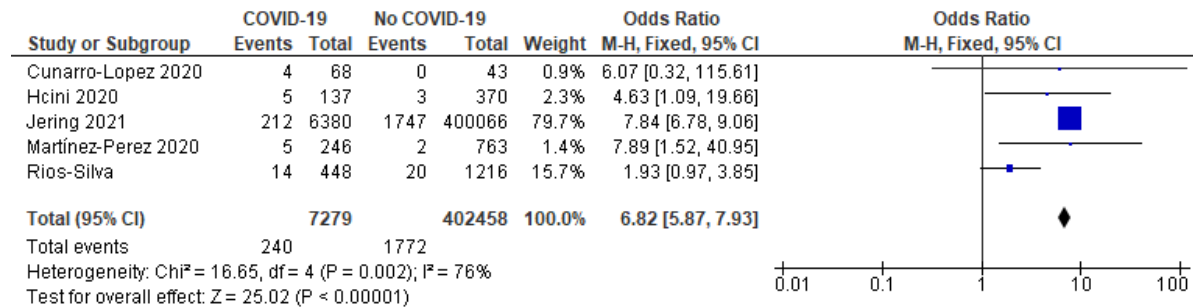 COVID-19 No COVID-19 Odds Ratio Odds Ratio
Study or Subgroup Events Total Events Total Weight M-H, Fixed, 95% CI M-H, Fixed, 95% CI
Cunarro-Lopez 2020 4 68 0 43 0.9% 6.07 [0.32, 115.61]
Hcini 2020 5 137 3 370 2.3% 4.63 [1.09, 19.66]
Jering 2021 212 6380 1747 400066 79.7% 7.84 [6.78, 9.06]
Martínez-Perez 2020 5 246 2 763 1.4% 7.89 [1.52, 40.95]
Rios-Silva 14 448 20 1216 15.7% 1.93 [0.97, 3.85]
Total (95% CI) 7279 402458 100.0% 6.82 [5.87, 7.93]
Total events 240 1772
Heterogeneity: Chi² = 16.65, df = 4 (P = 0.002); I² = 76%
Test for overall effect: Z = 25.02 (P < 0.00001)
0.01 0.1 1 10 100